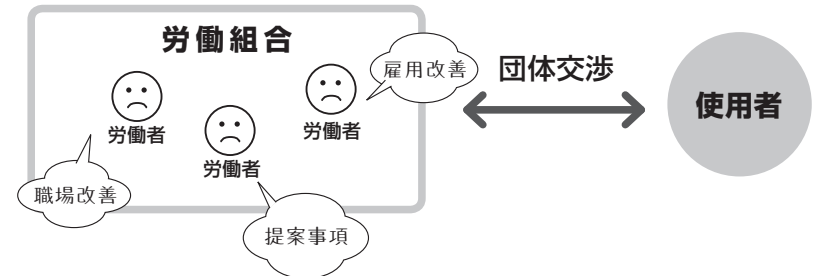 労働組合
雇用改善
団体交渉
使用者
労働者
労働者
労働者
職場改善
提案事項